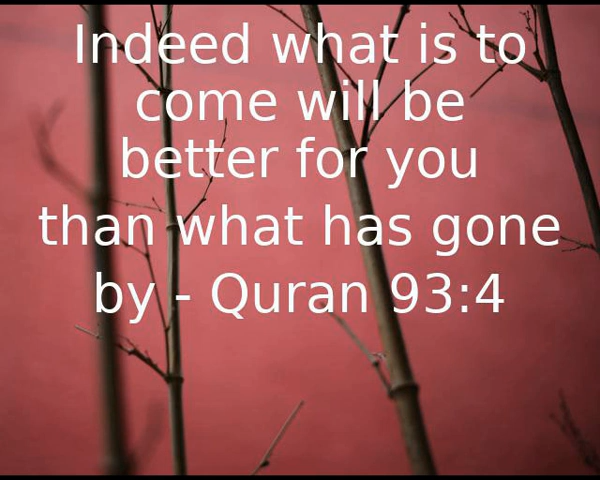 Indeed what is to
come will be
better for you
than what has gone
by - Quran 93:4